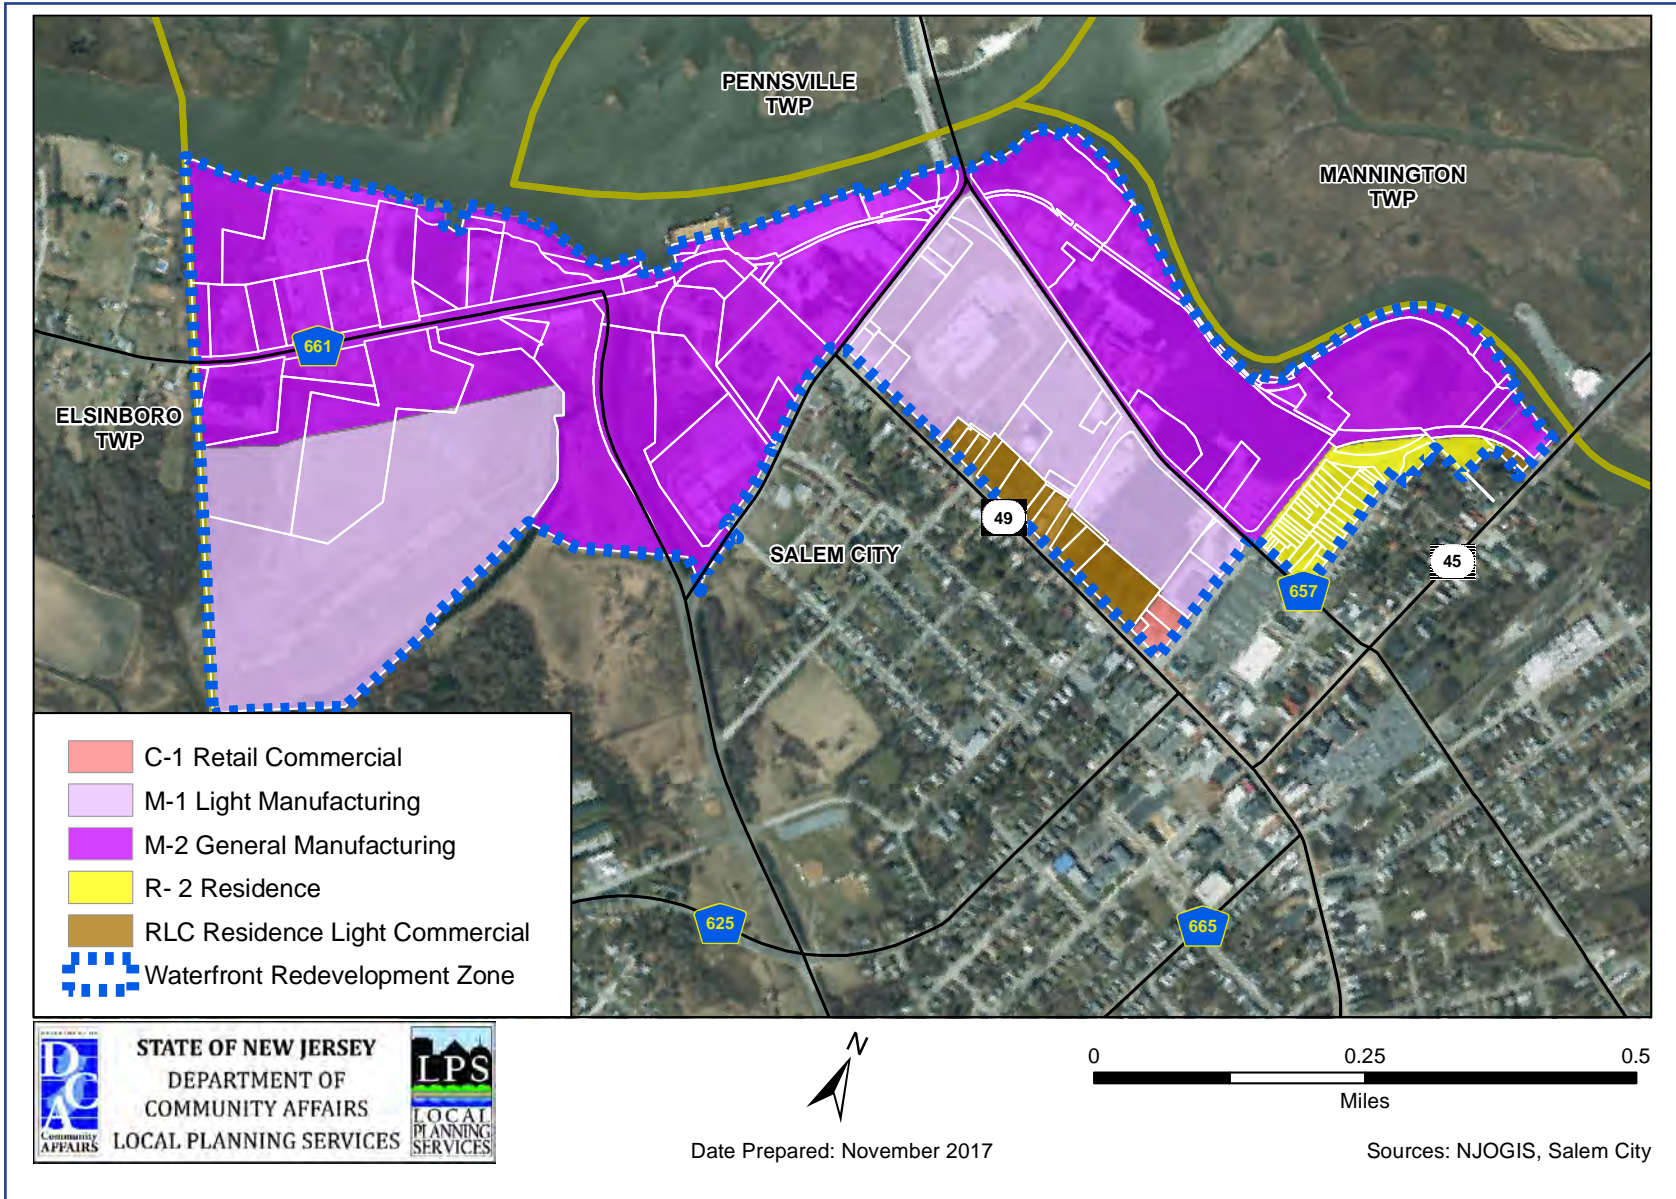 PENNSVILLE
TWP
MANNINGTON
TWP
661
ELSINBORO
TWP
49
SALEM CITY
45
657
C-1 Retail Commercial
M-1 Light Manufacturing
M-2 General Manufacturing
R- 2 Residence
RLC Residence Light Commercial
Waterfront Redevelopment Zone
625
665
DCA
Community
AFFAIRS
STATE OF NEW JERSEY
DEPARTMENT OF
COMMUNITY AFFAIRS
LOCAL PLANNING SERVICES
LPS
LOCAL
PLANNING
SERVICES
N
Date Prepared: November 2017
0 0.25 0.5
Miles
Sources: NJOGIS, Salem City